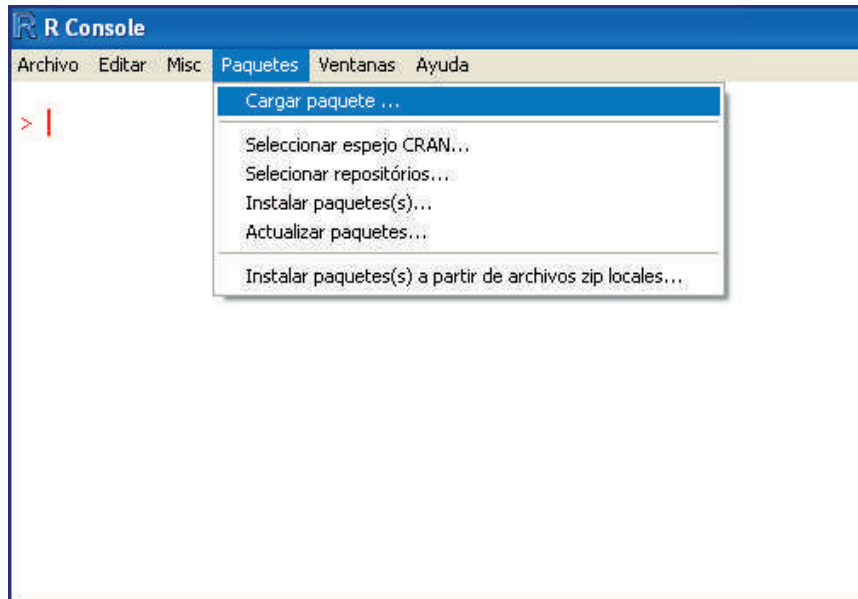 R R Console
Archivo Editar Misc Paquetes Ventanas Ayuda
Cargar paquete ...
>
Seleccionar espejo CRAN...
Selecionar repositórios...
Instalar paquetes(s)...
Actualizar paquetes...
Instalar paquetes(s) a partir de archivos zip locales...